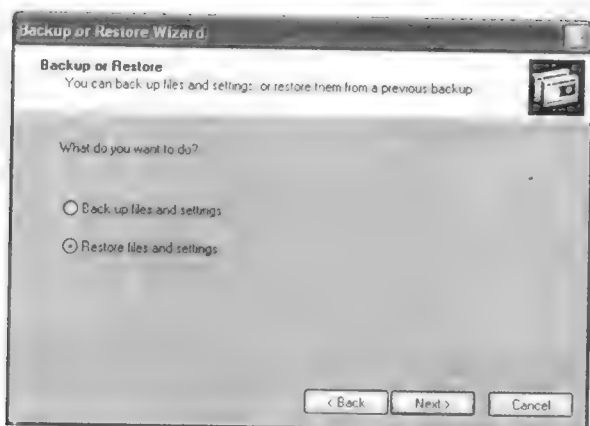 Backup or Restore Wizard
Backup or Restore
You can back up files and settings, or restore them from a previous backup.
What do you want to do?
Back up files and settings
Restore files and settings
< Back
Next >
Cancel